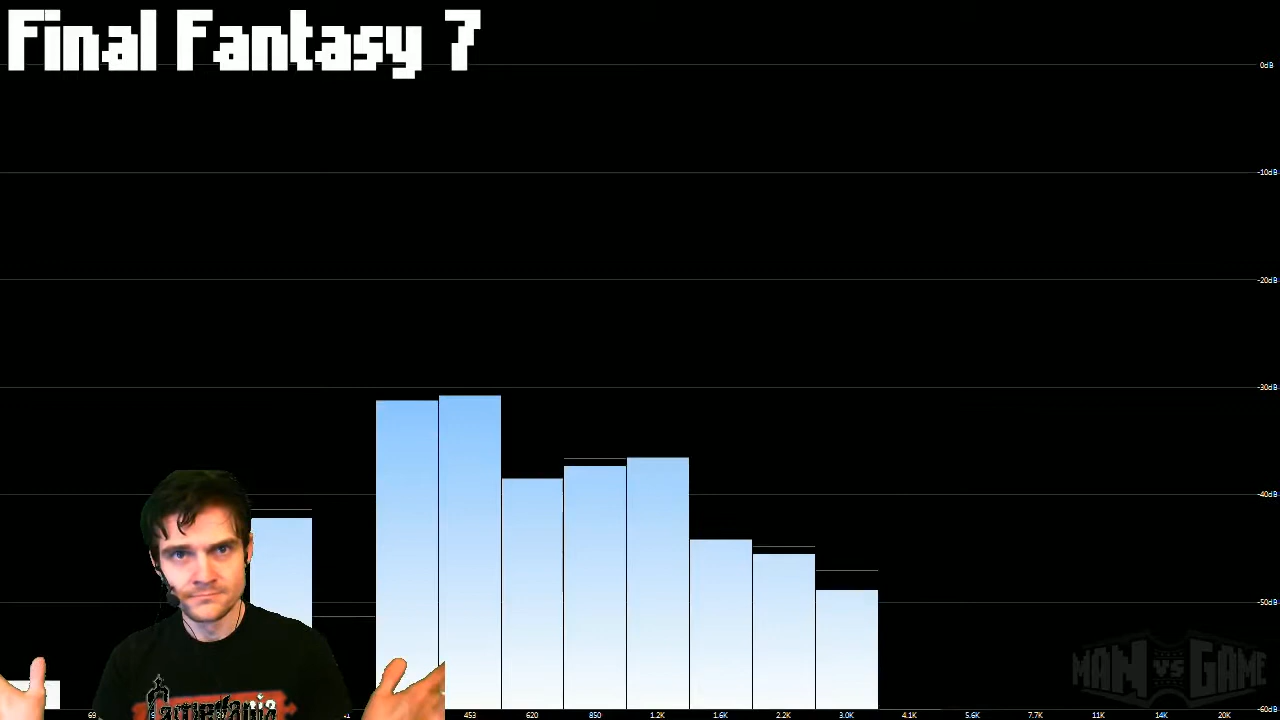 Final Fantasy 7
0dB
-10dB
-20dB
-30dB
-40dB
-50dB
Castlevania
MAN VS GAME
-60dB
69 453 620 850 1.2K 1.6K 2.2K 3.0K 4.1K 5.6K 7.7K 11K 14K 20K